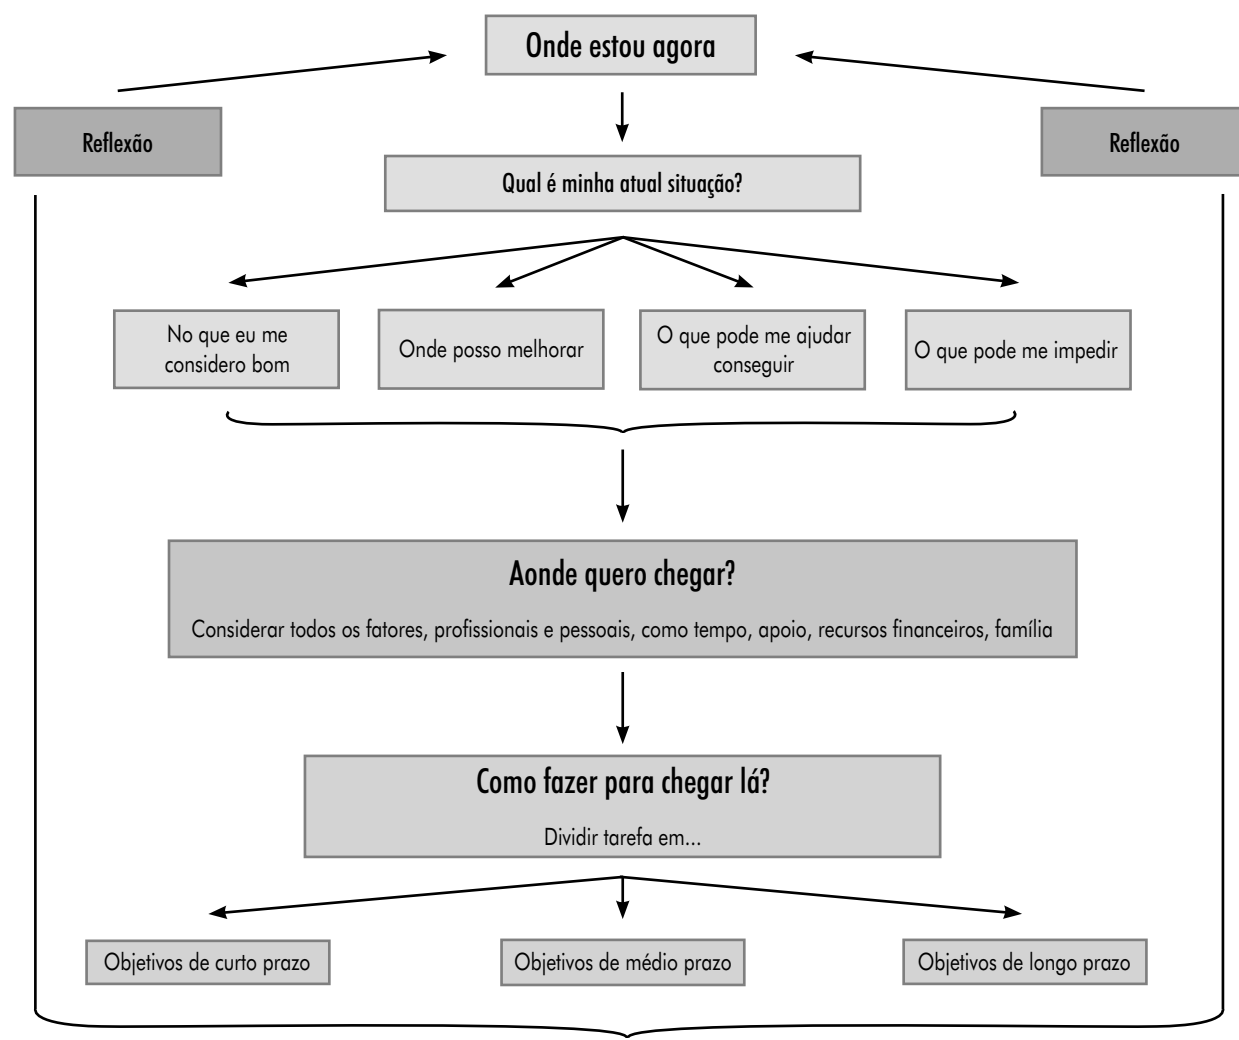 Onde estou agora
Reflexão
Reflexão
Qual é minha atual situação?
No que eu me
considero bom
Onde posso melhorar
O que pode me ajudar
conseguir
O que pode me impedir
Aonde quero chegar?
Considerar todos os fatores, profissionais e pessoais, como tempo, apoio, recursos financeiros, família
Como fazer para chegar lá?
Dividir tarefa em...
Objetivos de curto prazo
Objetivos de médio prazo
Objetivos de longo prazo